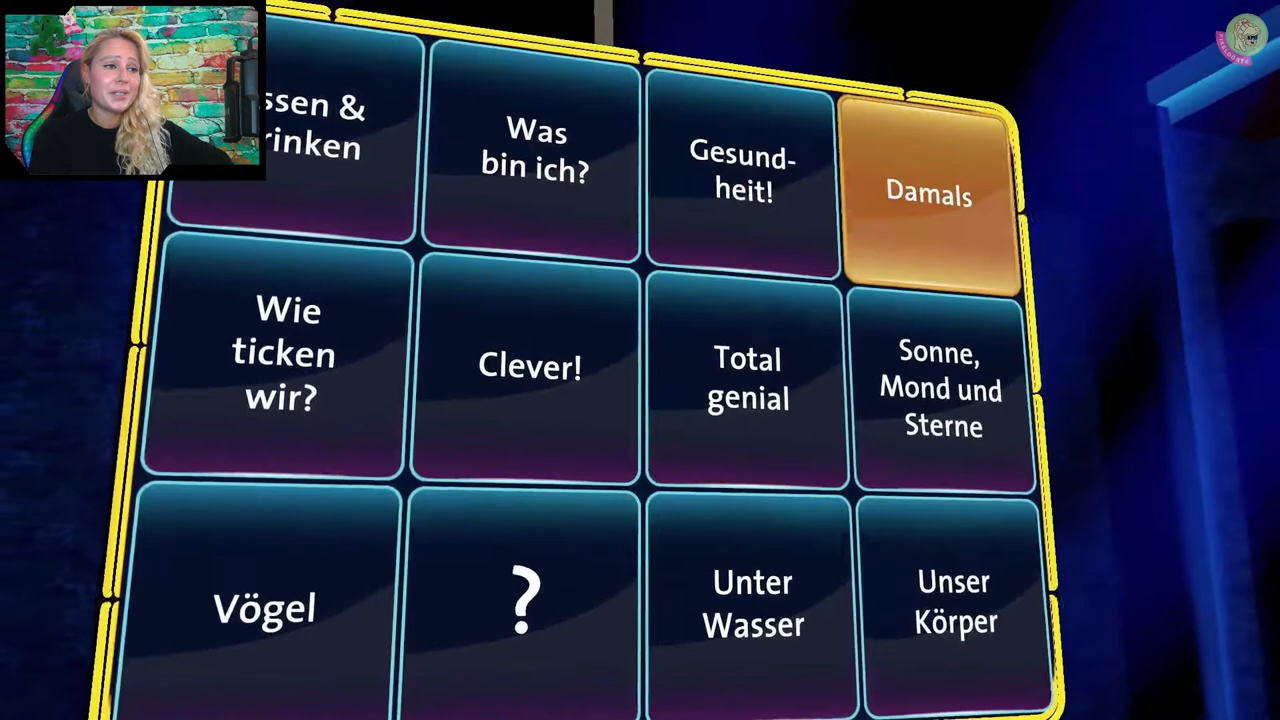 ssen &
rinken
Was
bin ich?
Gesund-
heit!
Damals
Wie
ticken
wir?
Clever!
Total
genial
Sonne,
Mond und
Sterne
Vögel
?
Unter
Wasser
Unser
Körper